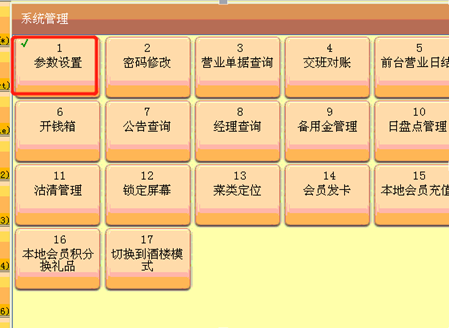 系统管理
1
参数设置
2
密码修改
3
营业单据查询
4
交班对账
5
前台营业日结
6
开钱箱
7
公告查询
8
经理查询
9
备用金管理
10
日盘点管理
11
沽清管理
12
锁定屏幕
13
菜类定位
14
会员发卡
15
本地会员充值
16
本地会员积分
换礼品
17
切换到酒楼模
式